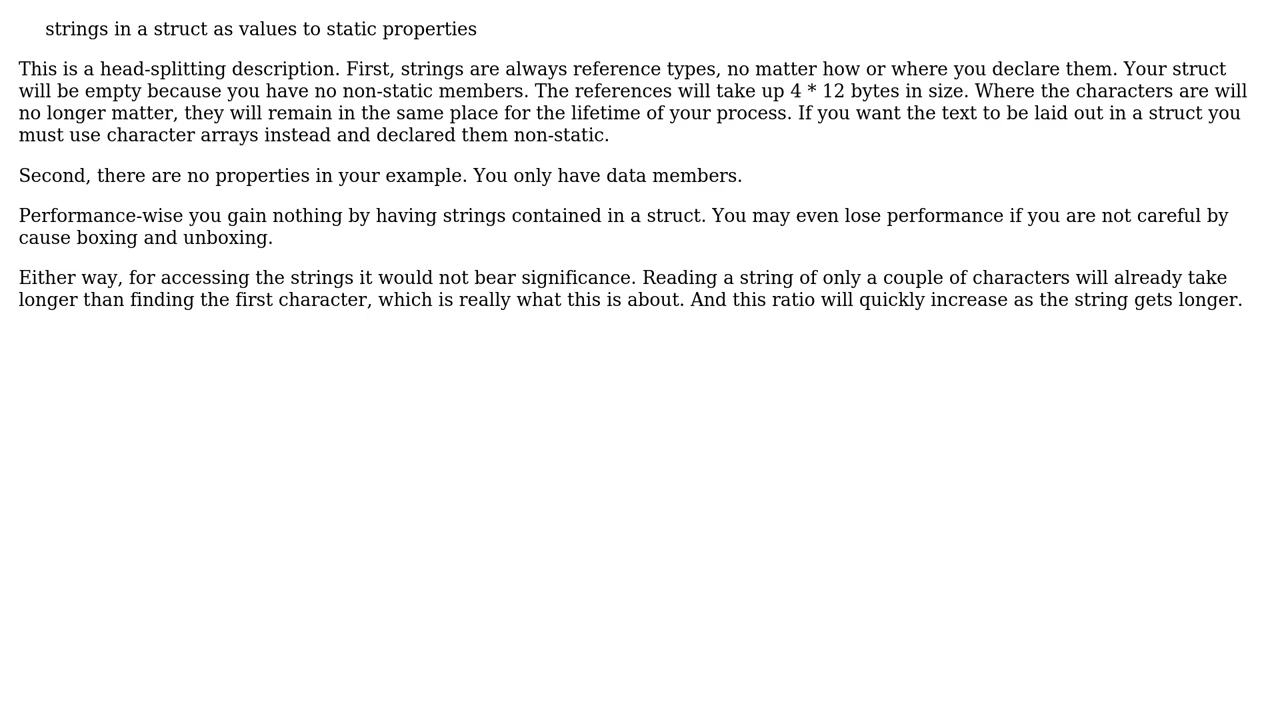 strings in a struct as values to static properties
This is a head-splitting description. First, strings are always reference types, no matter how or where you declare them. Your struct
will be empty because you have no non-static members. The references will take up 4 * 12 bytes in size. Where the characters are will
no longer matter, they will remain in the same place for the lifetime of your process. If you want the text to be laid out in a struct you
must use character arrays instead and declared them non-static.
Second, there are no properties in your example. You only have data members.
Performance-wise you gain nothing by having strings contained in a struct. You may even lose performance if you are not careful by
cause boxing and unboxing.
Either way, for accessing the strings it would not bear significance. Reading a string of only a couple of characters will already take
longer than finding the first character, which is really what this is about. And this ratio will quickly increase as the string gets longer.